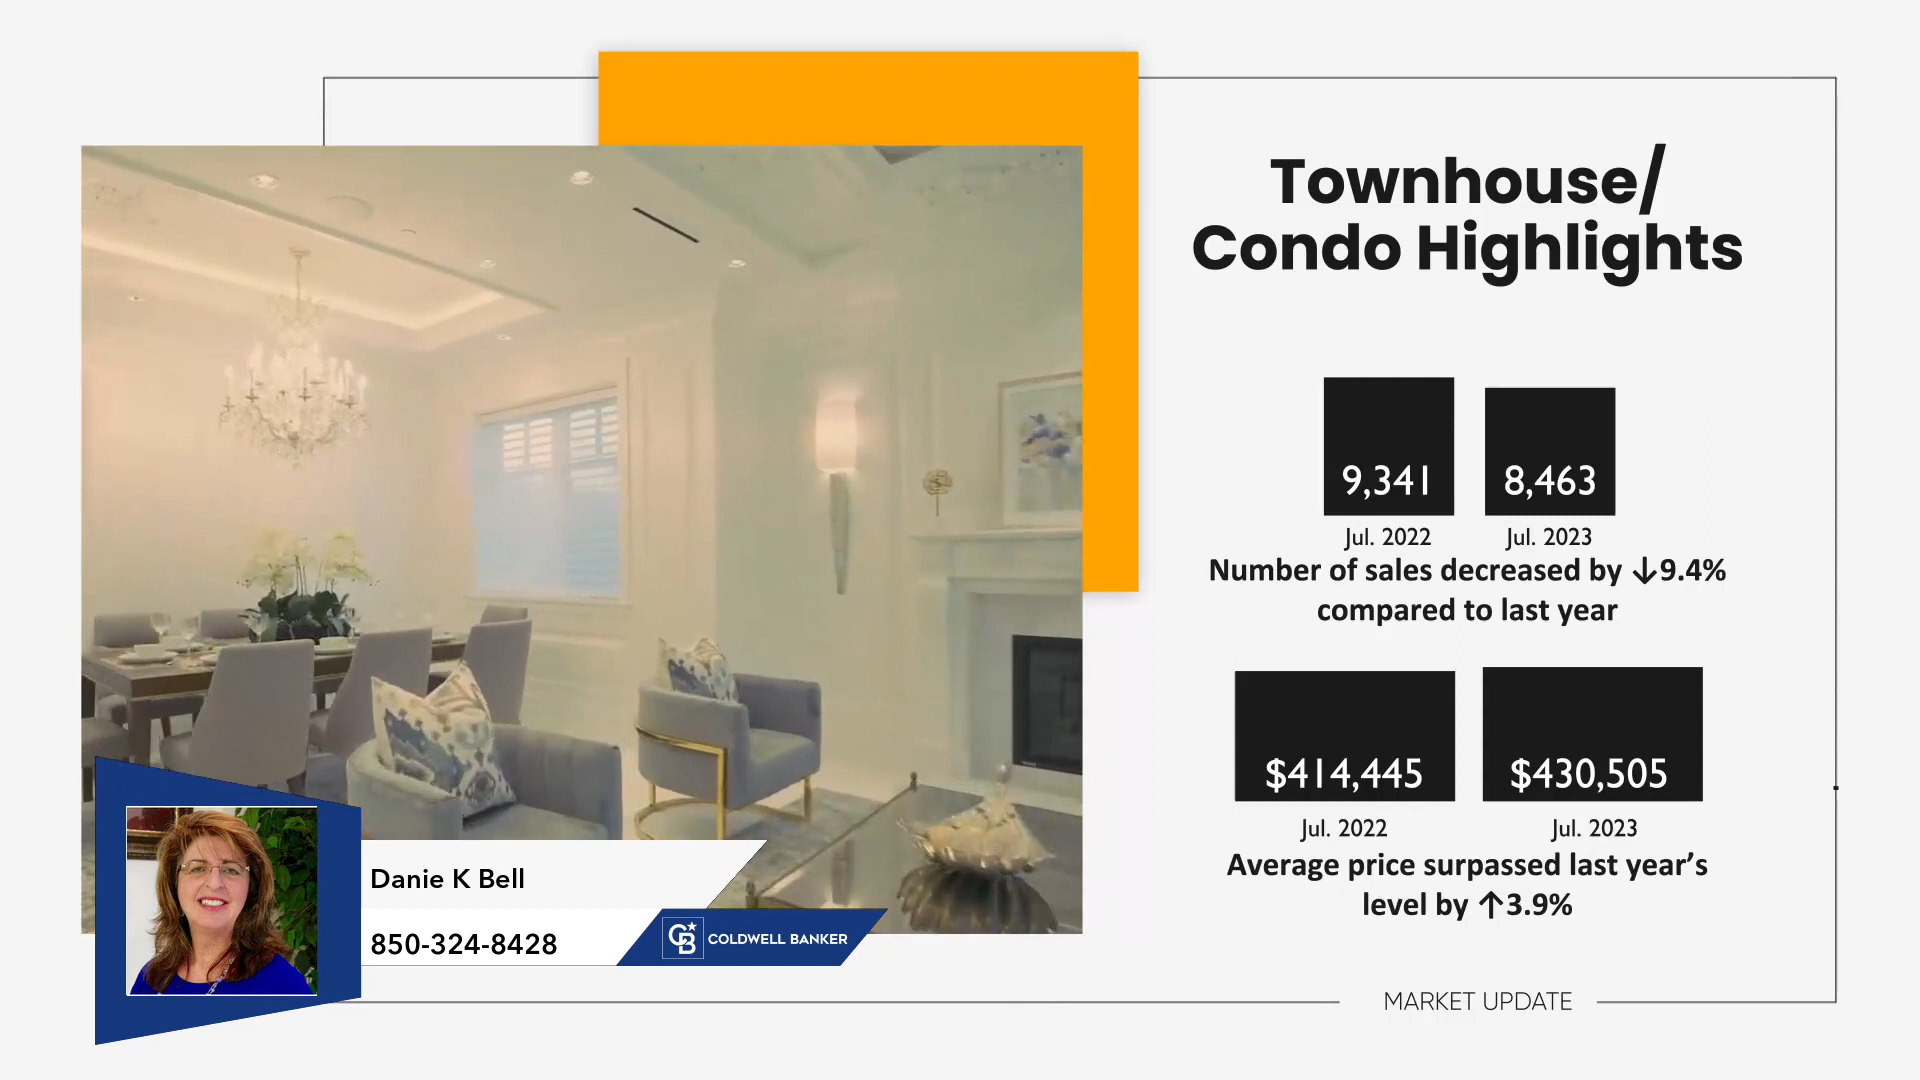 Townhouse/
Condo Highlights
9,341
8,463
Jul. 2022
Jul. 2023
Number of sales decreased by ↓9.4%
compared to last year
$414,445
$430,505
Jul. 2022
Jul. 2023
Average price surpassed last year’s
level by ↑3.9%
Danie K Bell
850-324-8428
CB
COLDWELL BANKER
MARKET UPDATE